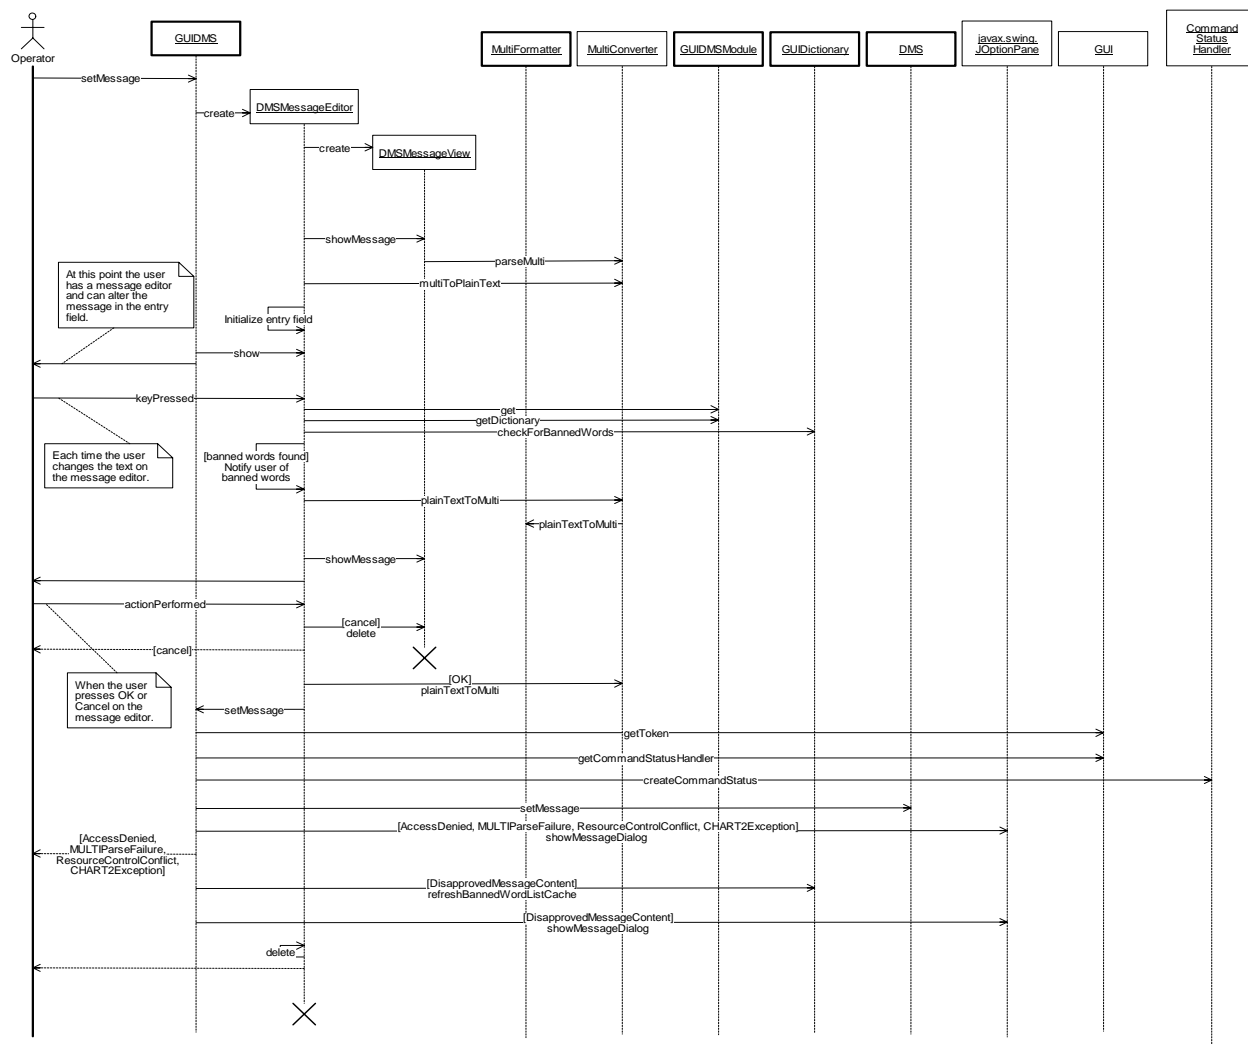 Operator
GUIDMS
MultiFormatter
MultiConverter
GUIDMSModule
GUIDictionary
DMS
javax.swing.
JOptionPane
GUI
Command
Status
Handler
setMessage
create
DMSMessageEditor
create
DMSMessageView
showMessage
parseMulti
At this point the user
has a message editor
and can alter the
message in the entry
field.
multiToPlainText
Initialize entry field
show
keyPressed
get
getDictionary
checkForBannedWords
Each time the user
changes the text on
the message editor.
[banned words found]
Notify user of
banned words
plainTextToMulti
plainTextToMulti
showMessage
actionPerformed
[cancel]
delete
[cancel]
When the user
presses OK or
Cancel on the
message editor.
[OK]
plainTextToMulti
setMessage
getToken
getCommandStatusHandler
createCommandStatus
setMessage
[AccessDenied, MULTIParseFailure, ResourceControlConflict, CHART2Exception]
showMessageDialog
[AccessDenied,
MULTIParseFailure,
ResourceControlConflict,
CHART2Exception]
[DisapprovedMessageContent]
refreshBannedWordListCache
[DisapprovedMessageContent]
showMessageDialog
delete